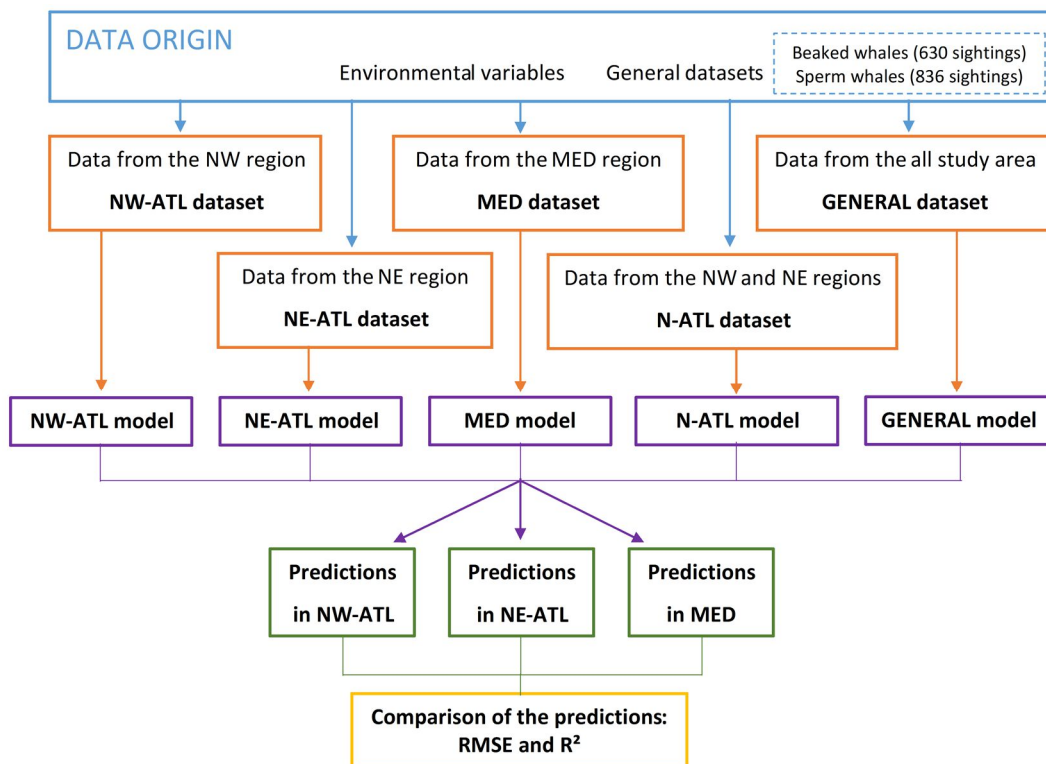 DATA ORIGIN
Environmental variables
General datasets
Beaked whales (630 sightings)
Sperm whales (836 sightings)
Data from the NW region
NW-ATL dataset
Data from the MED region
MED dataset
Data from the all study area
GENERAL dataset
Data from the NE region
NE-ATL dataset
Data from the NW and NE regions
N-ATL dataset
NW-ATL model
NE-ATL model
MED model
N-ATL model
GENERAL model
Predictions
in NW-ATL
Predictions
in NE-ATL
Predictions
in MED
Comparison of the predictions:
RMSE and R²